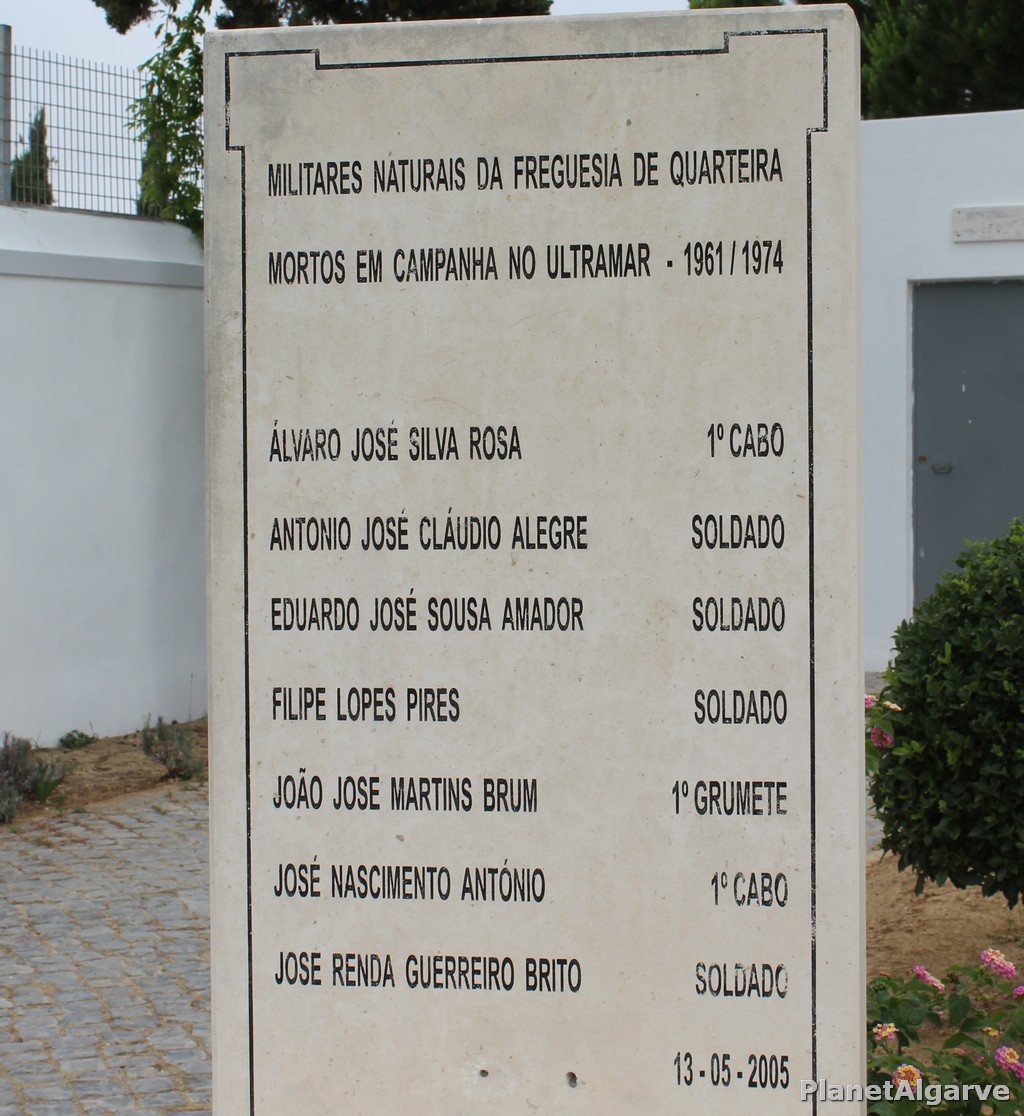 MILITARES NATURAIS DA FREGUESIA DE QUARTEIRA
MORTOS EM CAMPANHA NO ULTRAMAR - 1961 / 1974
ÁLVARO JOSÉ SILVA ROSA 1º CABO
ANTONIO JOSÉ CLÁUDIO ALEGRE SOLDADO
EDUARDO JOSÉ SOUSA AMADOR SOLDADO
FILIPE LOPES PIRES SOLDADO
JOÃO JOSE MARTINS BRUM 1º GRUMETE
JOSÉ NASCIMENTO ANTÓNIO 1º CABO
JOSE RENDA GUERREIRO BRITO SOLDADO
13 - 05 - 2005
PlanetAlgarve